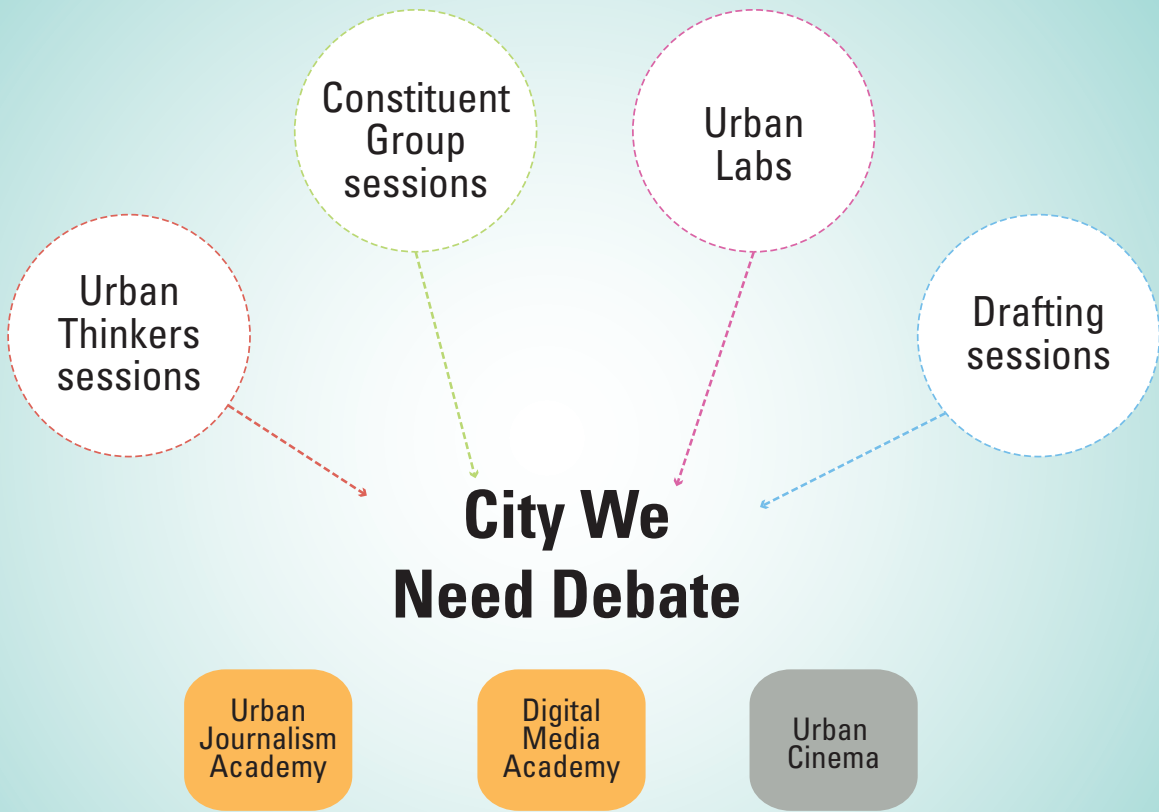 Constituent
Group
sessions
Urban
Labs
Urban
Thinkers
sessions
Drafting
sessions
City We
Need Debate
Urban
Journalism
Academy
Digital
Media
Academy
Urban
Cinema